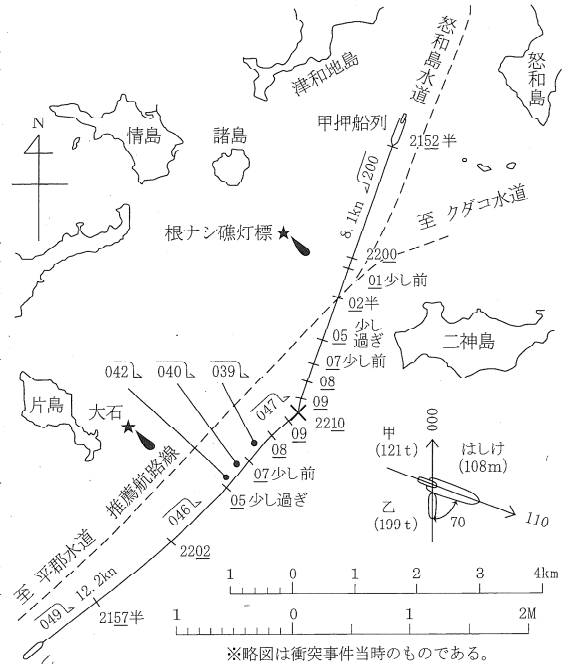 怒和島水道
津和地島
怒和島
甲押船列
2152半
N
情島
諸島
200
8.1kn
至 クダコ水道
根ナシ礁灯標
2200
01少し前
02半
05 少し過ぎ
07少し前
08
09
2210
二神島
042
040
039
047
片島
大石
推薦航路線
09
08
07少し前
05少し過ぎ
046
2202
至 平郡水道
049
12.2kn
2157半
000
甲
(121t)
はしけ
(108m)
乙
(199t)
70
110
1 0 1 2 3 4km
1 0 1 2M
※略図は衝突事件当時のものである。